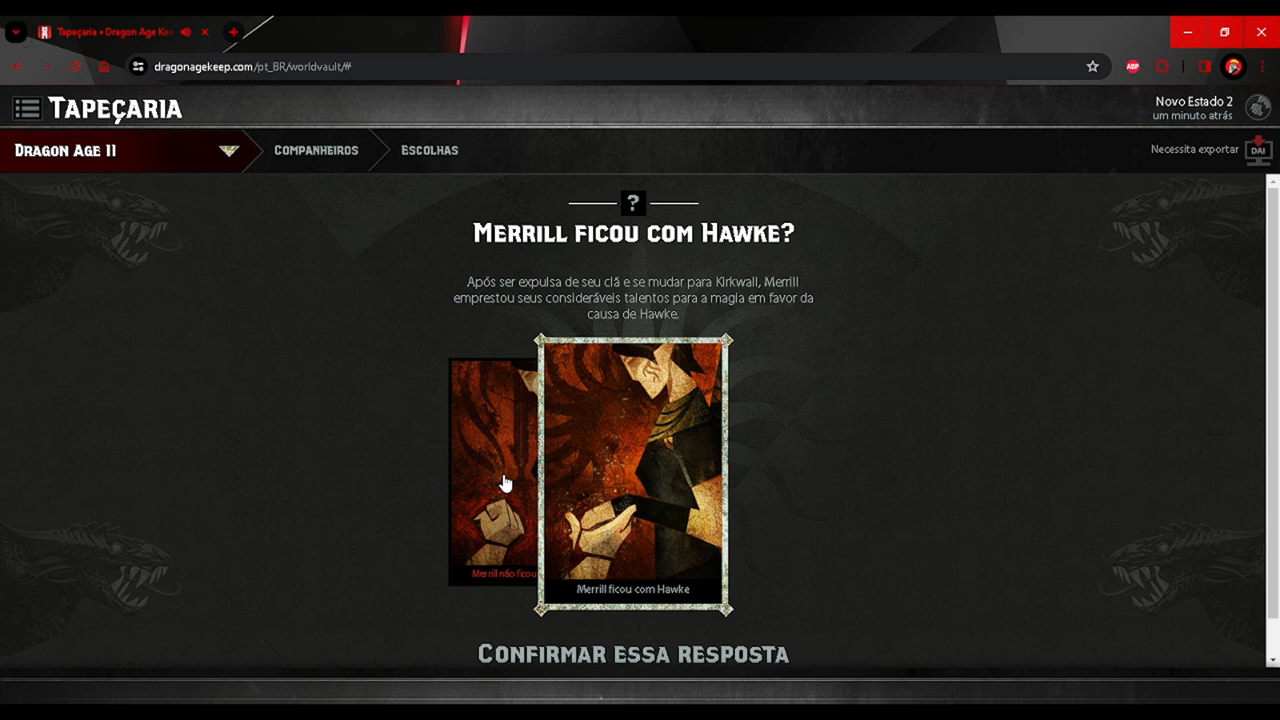 Tapeçaria • Dragon Age Kee
dragonagekeep.com/pt_BR/worldvault/#
ABP
TAPEÇARIA
Novo Estado 2
um minuto atrás
DRAGON AGE II
COMPANHEIROS
ESCOLHAS
Necessita exportar
DAI
?
MERRILL FICOU COM HAWKE?
Após ser expulsa de seu clã e se mudar para Kirkwall, Merrill
emprestou seus consideráveis talentos para a magia em favor da
causa de Hawke.
Merrill não ficou
Merrill ficou com Hawke
CONFIRMAR ESSA RESPOSTA